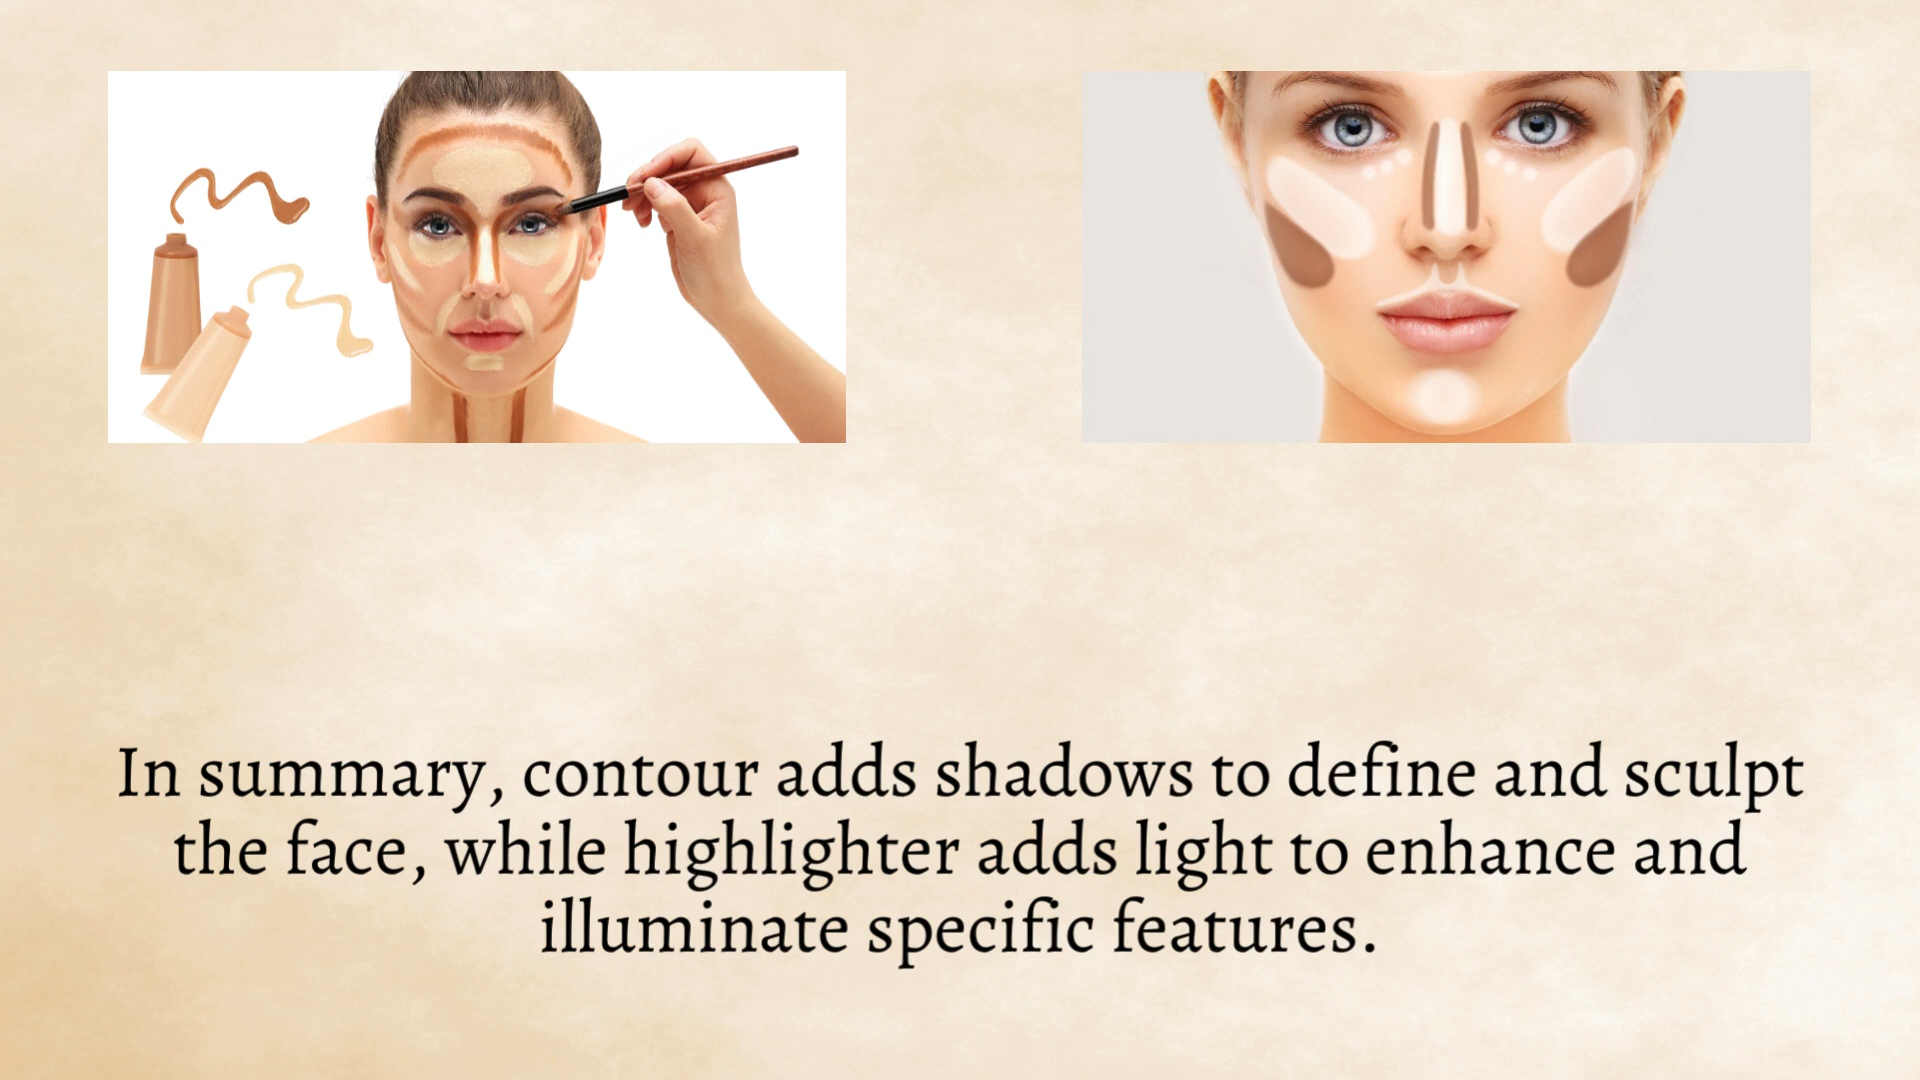 In summary, contour adds shadows to define and sculpt
the face, while highlighter adds light to enhance and
illuminate specific features.